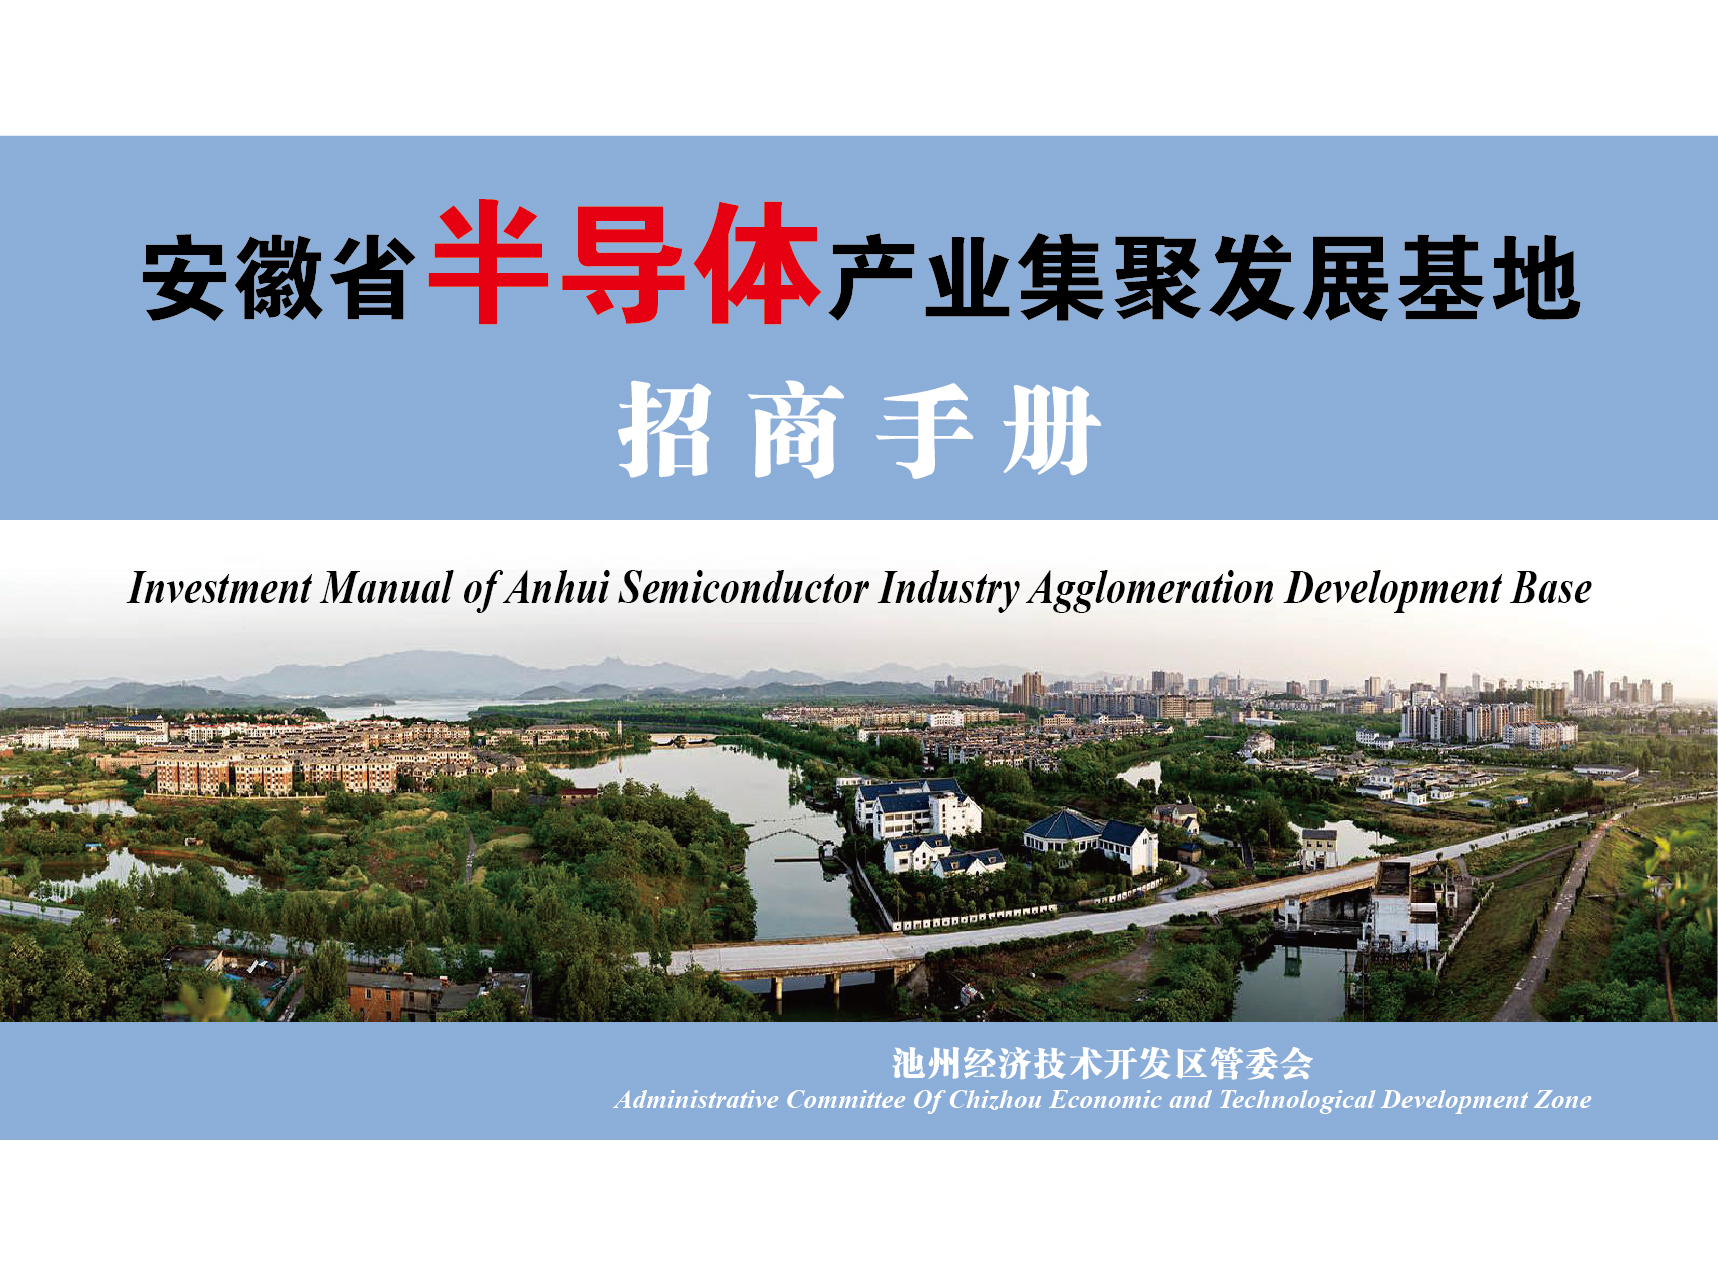 安徽省半导体产业集聚发展基地
招商手册
Investment Manual of Anhui Semiconductor Industry Agglomeration Development Base
池州经济技术开发区管委会
Administrative Committee Of Chizhou Economic and Technological Development Zone